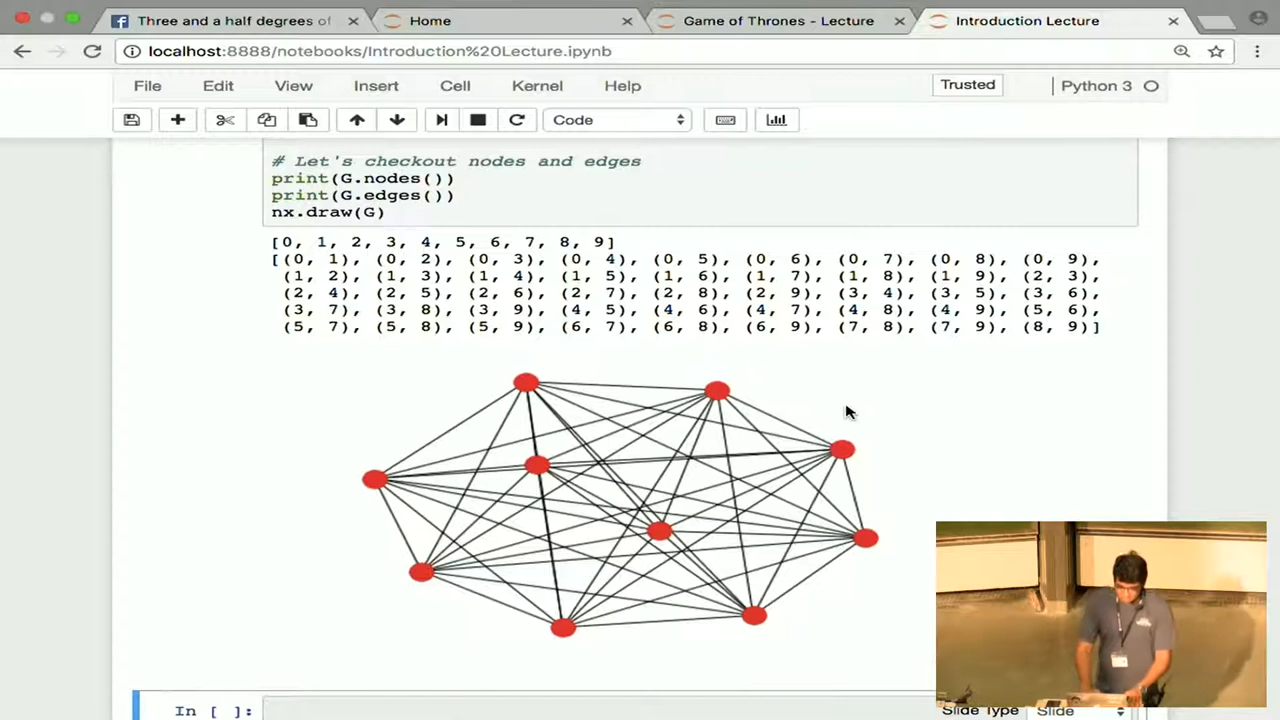 Three and a half degrees of
Home
Game of Thrones - Lecture
Introduction Lecture
localhost:8888/notebooks/Introduction%20Lecture.ipynb
File Edit View Insert Cell Kernel Help Trusted Python 3
Code
# Let's checkout nodes and edges
print(G.nodes())
print(G.edges())
nx.draw(G)
[0, 1, 2, 3, 4, 5, 6, 7, 8, 9]
[(0, 1), (0, 2), (0, 3), (0, 4), (0, 5), (0, 6), (0, 7), (0, 8), (0, 9),
(1, 2), (1, 3), (1, 4), (1, 5), (1, 6), (1, 7), (1, 8), (1, 9), (2, 3),
(2, 4), (2, 5), (2, 6), (2, 7), (2, 8), (2, 9), (3, 4), (3, 5), (3, 6),
(3, 7), (3, 8), (3, 9), (4, 5), (4, 6), (4, 7), (4, 8), (4, 9), (5, 6),
(5, 7), (5, 8), (5, 9), (6, 7), (6, 8), (6, 9), (7, 8), (7, 9), (8, 9)]
In [ ]:
Slide Type Slide